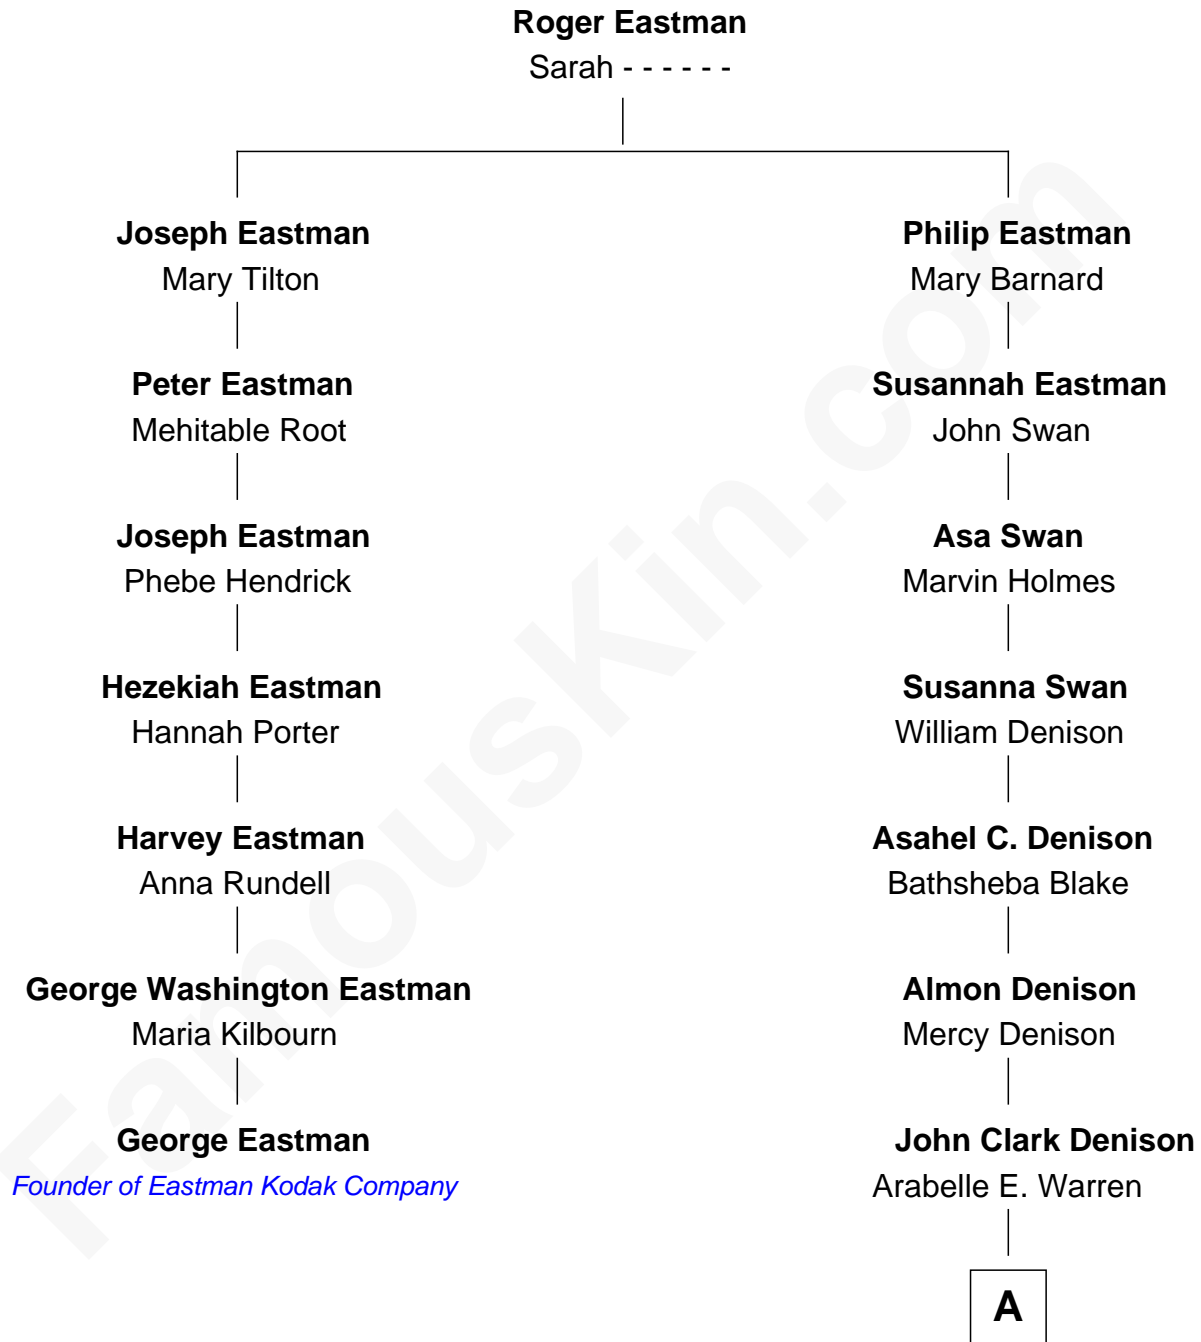 Roger Eastman
Sarah - - - - - -
Joseph Eastman
Mary Tilton
Philip Eastman
Mary Barnard
Peter Eastman
Mehitable Root
Susannah Eastman
John Swan
Joseph Eastman
Phebe Hendrick
Asa Swan
Marvin Holmes
Hezekiah Eastman
Hannah Porter
Susanna Swan
William Denison
Harvey Eastman
Anna Rundell
Asahel C. Denison
Bathsheba Blake
George Washington Eastman
Maria Kilbourn
Almon Denison
Mercy Denison
George Eastman
Founder of Eastman Kodak Company
John Clark Denison
Arabelle E. Warren
A
FamousKin.com